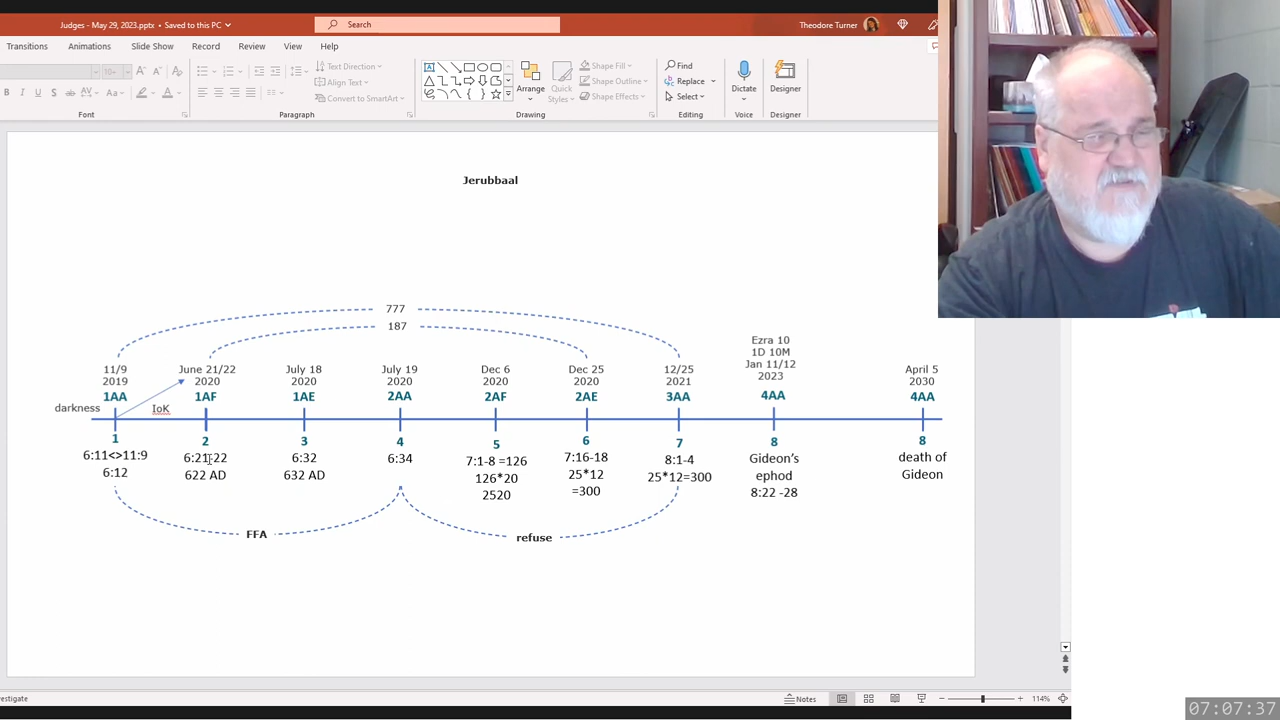 Judges - May 29, 2023.pptx • Saved to this PC
Search
Theodore Turner
Transitions Animations Slide Show Record Review View Help
Text Direction
Align Text
Convert to SmartArt
Arrange
Quick Styles
Shape Fill
Shape Outline
Shape Effects
Find
Replace
Select
Dictate
Designer
Font Paragraph Drawing Editing Voice Designer
Jerubbaal
777
187
Ezra 10
1D 10M
Jan 11/12
2023
11/9
2019
June 21/22
2020
July 18
2020
July 19
2020
Dec 6
2020
Dec 25
2020
12/25
2021
April 5
2030
1AA 1AF 1AE 2AA 2AF 2AE 3AA 4AA 4AA
darkness
IoK
1 2 3 4 5 6 7 8 8
6:11<>11:9
6:12
6:21-22
622 AD
6:32
632 AD
6:34
7:1-8 =126
126*20
2520
7:16-18
25*12
=300
8:1-4
25*12=300
Gideon's
ephod
8:22 -28
death of
Gideon
FFA
refuse
Notes
114%
07:07:37